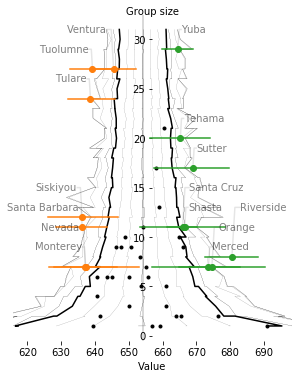 Group size
Ventura
Yuba
Tuolumne
30
Tulare
25
Tehama
20
Sutter
15
Siskiyou
Santa Cruz
Santa Barbara
Shasta
Riverside
Nevada
Orange
10
Monterey
Merced
5
0
620 630 640 650 660 670 680 690
Value